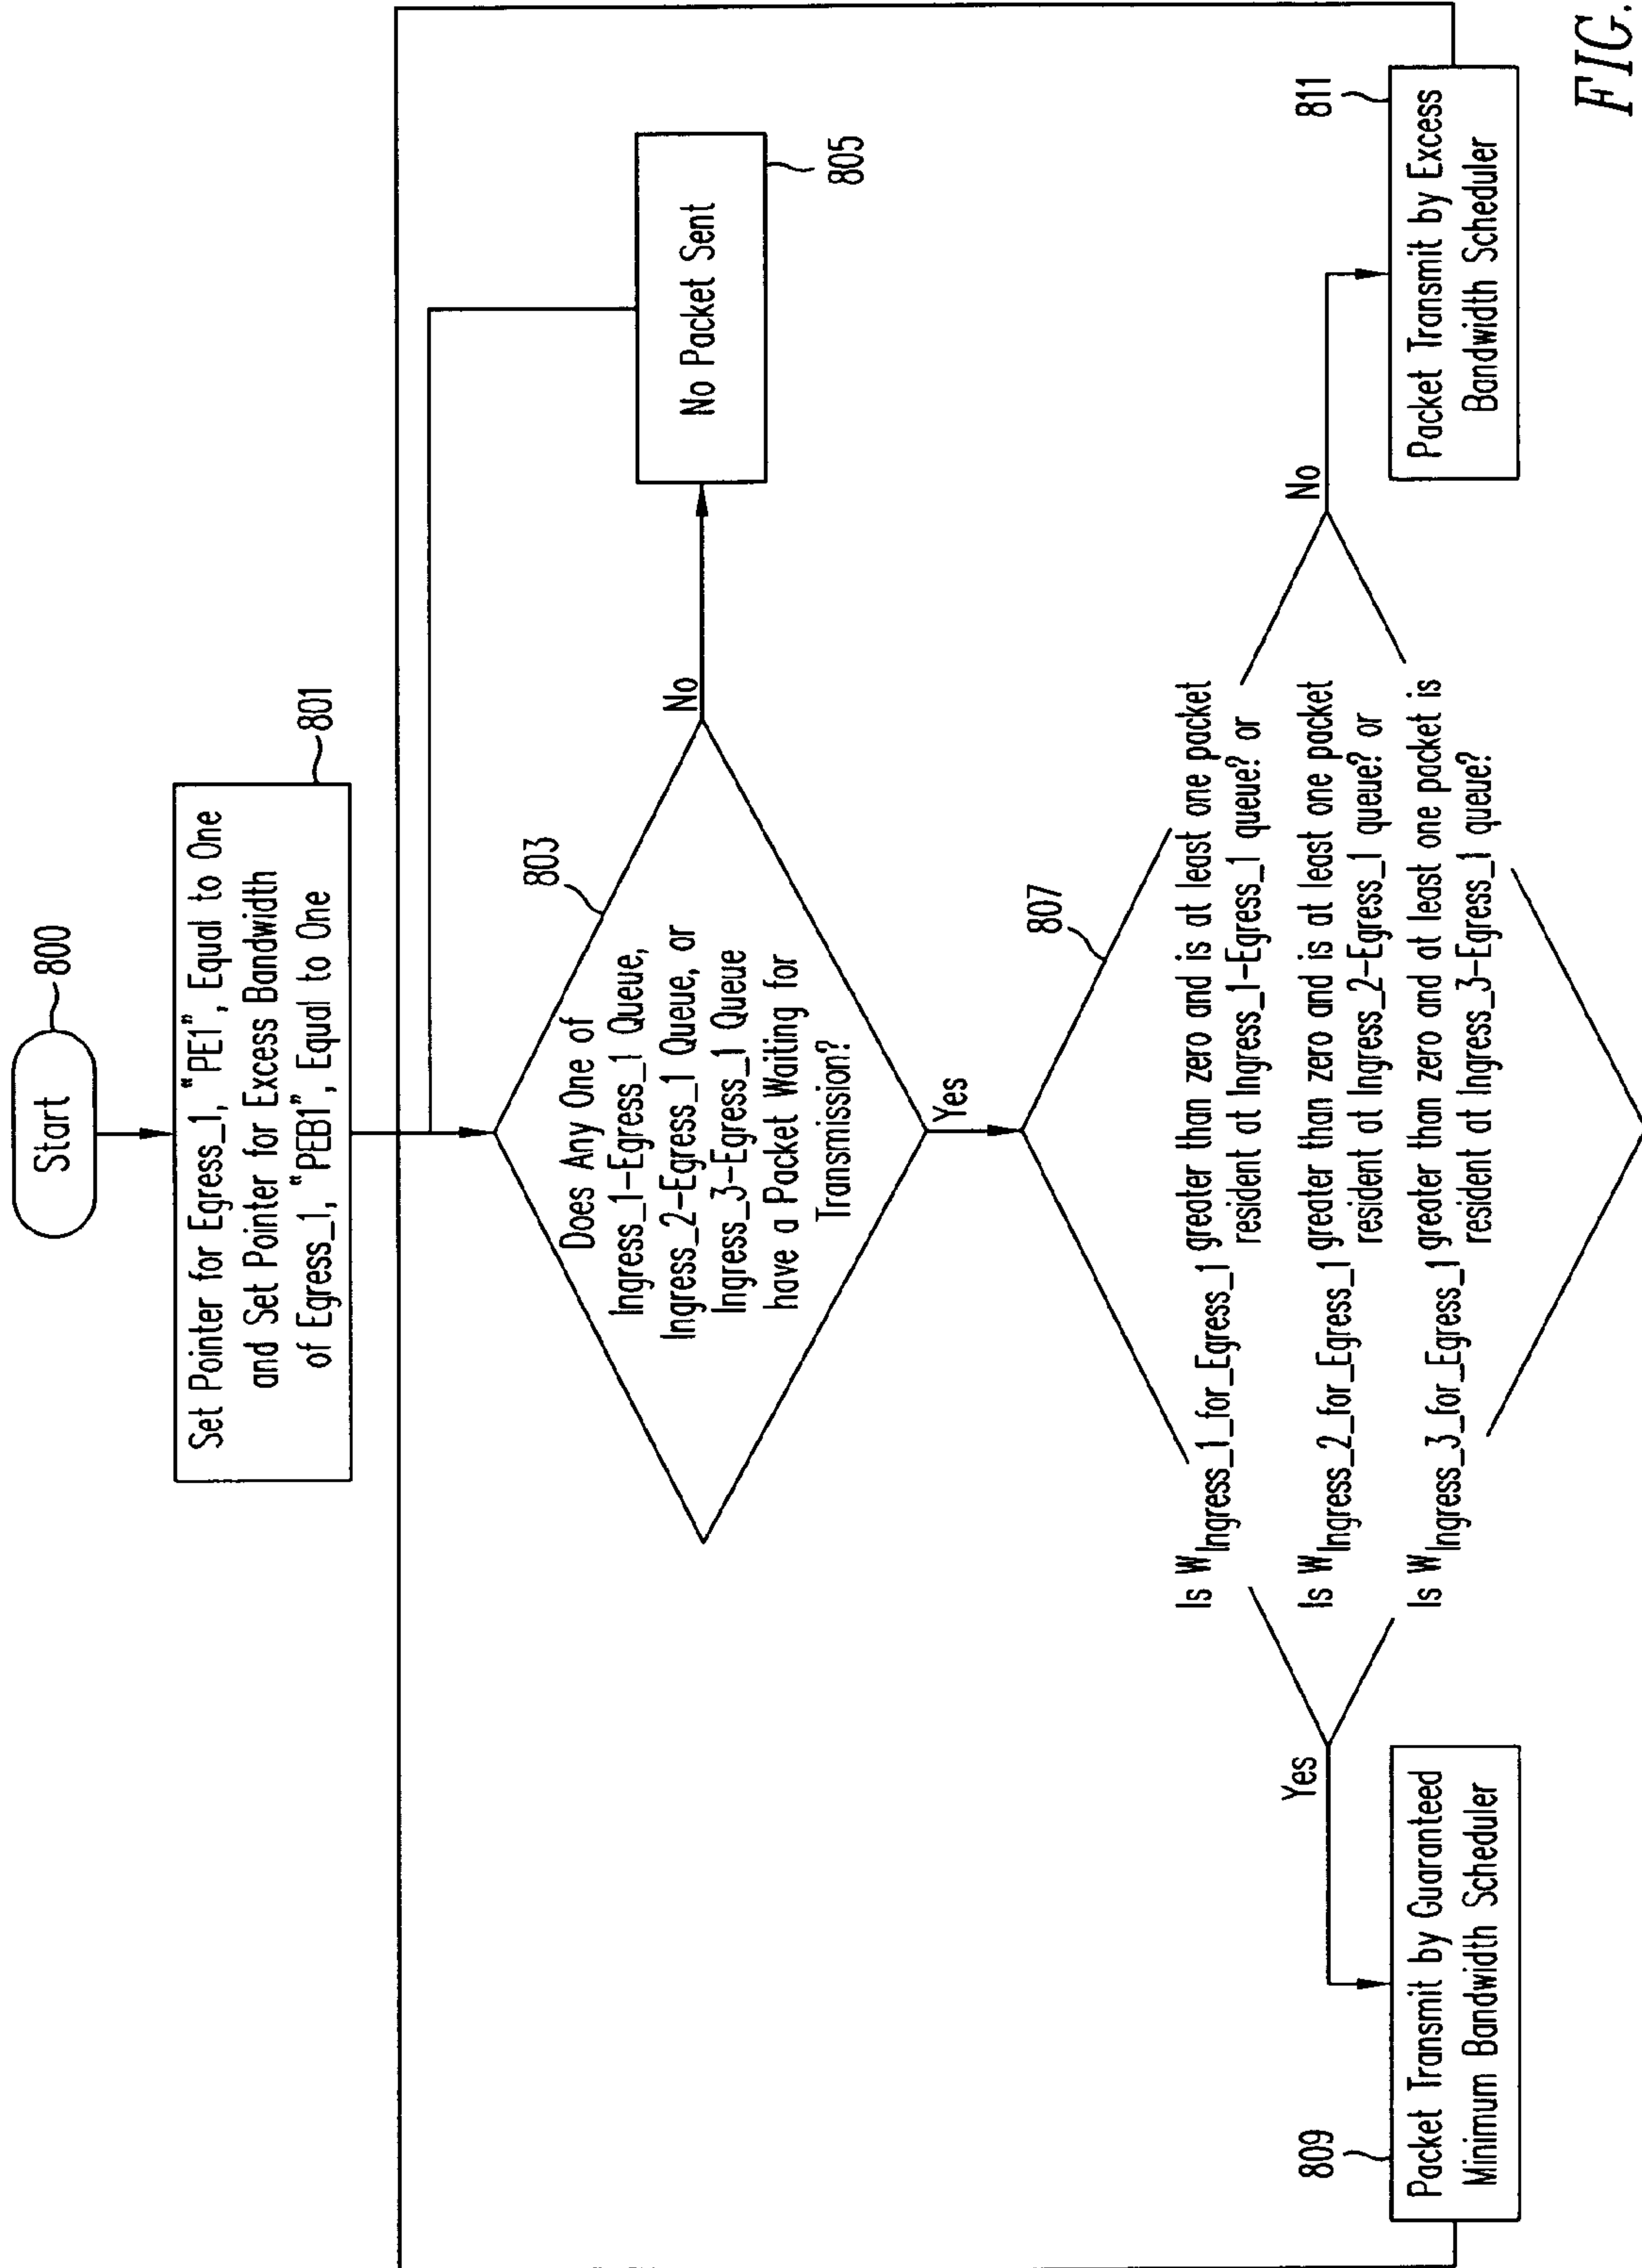 Start
800
Set Pointer for Egress_1, “PE1”, Equal to One
and Set Pointer for Excess Bandwidth
of Egress_1, “PEB1”, Equal to One
801
803
Does Any One of
Ingress_1-Egress_1 Queue,
Ingress_2-Egress_1 Queue, or
Ingress_3-Egress_1 Queue
have a Packet Waiting for
Transmission?
No
No Packet Sent
805
Yes
807
Is WIngress_1_for_Egress_1 greater than zero and is at least one packet
resident at Ingress_1-Egress_1 queue? or
Is WIngress_2_for_Egress_1 greater than zero and is at least one packet
resident at Ingress_2-Egress_1 queue? or
Is WIngress_3_for_Egress_1 greater than zero and at least one packet is
resident at Ingress_3-Egress_1 queue?
Yes
No
809
Packet Transmit by Guaranteed
Minimum Bandwidth Scheduler
811
Packet Transmit by Excess
Bandwidth Scheduler
FIG.